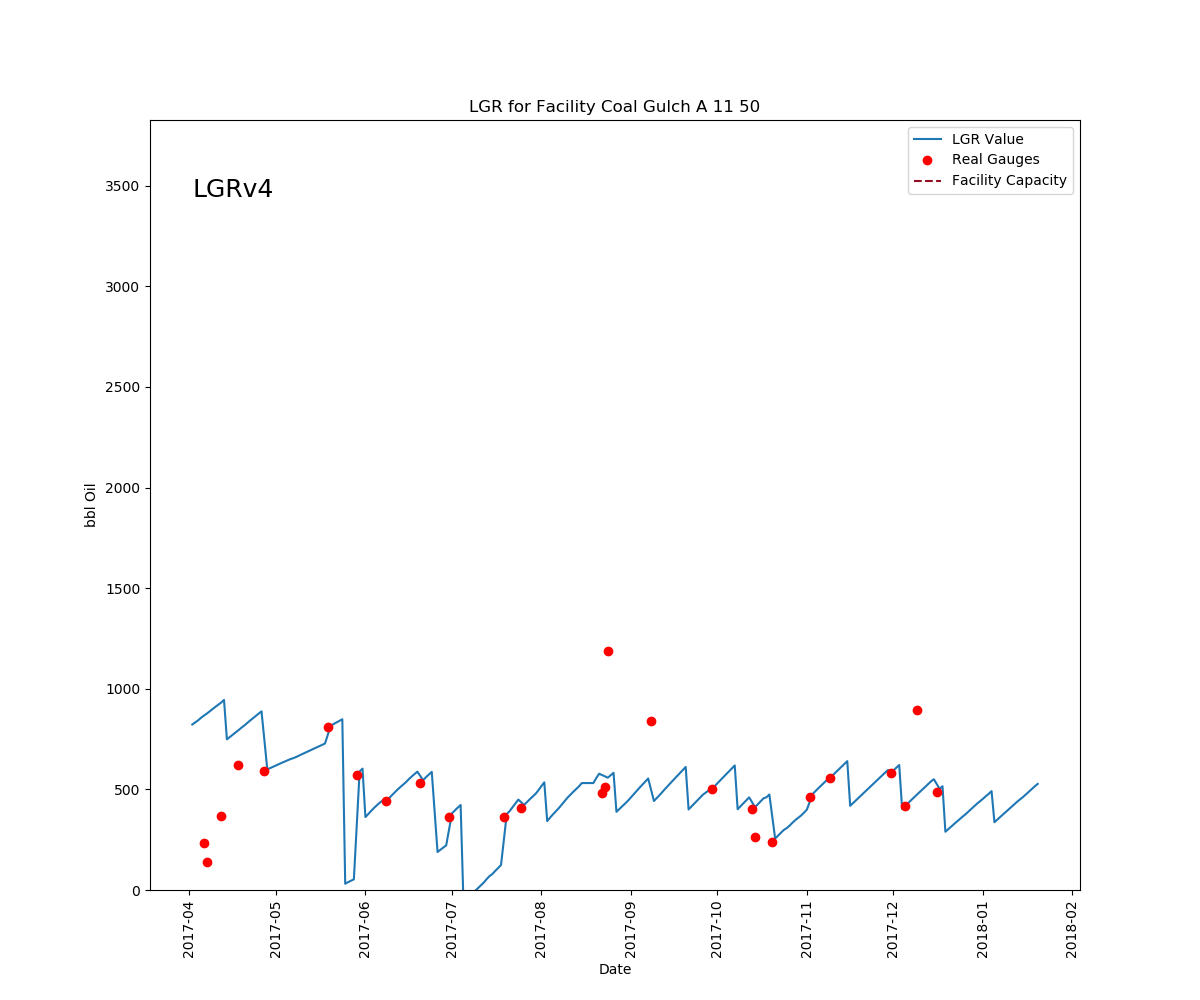 LGR for Facility Coal Gulch A 11 50
LGRv4
LGR Value
Real Gauges
Facility Capacity
3500
3000
2500
2000
1500
1000
500
0
bbl Oil
2017-04
2017-05
2017-06
2017-07
2017-08
2017-09
2017-10
2017-11
2017-12
2018-01
2018-02
Date